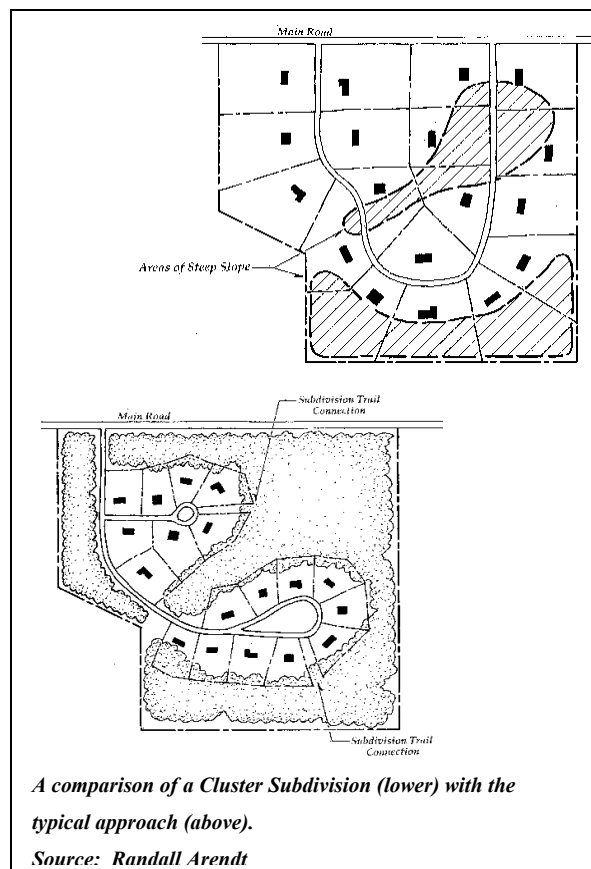 Main Road
Areas of Steep Slope
Subdivision Trail
Connection
Main Road
Subdivision Trail
Connection
A comparison of a Cluster Subdivision (lower) with the
typical approach (above).
Source: Randall Arendt